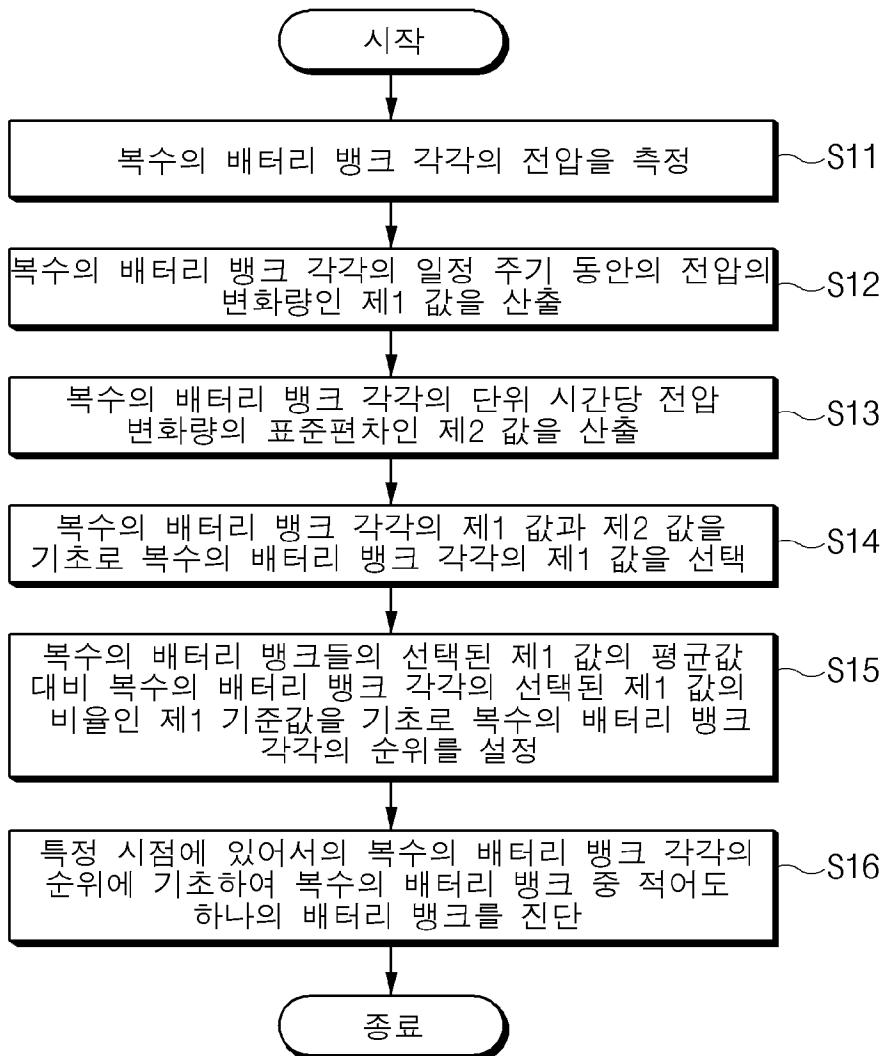 시작
복수의 배터리 뱅크 각각의 전압을 측정
S11
복수의 배터리 뱅크 각각의 일정 주기 동안의 전압의
변화량인 제1 값을 산출
S12
복수의 배터리 뱅크 각각의 단위 시간당 전압
변화량의 표준편차인 제2 값을 산출
S13
복수의 배터리 뱅크 각각의 제1 값과 제2 값을
기초로 복수의 배터리 뱅크 각각의 제1 값을 선택
S14
복수의 배터리 뱅크들의 선택된 제1 값의 평균값
대비 복수의 배터리 뱅크 각각의 선택된 제1 값의
비율인 제1 기준값을 기초로 복수의 배터리 뱅크
각각의 순위를 설정
S15
특정 시점에 있어서의 복수의 배터리 뱅크 각각의
순위에 기초하여 복수의 배터리 뱅크 중 적어도
하나의 배터리 뱅크를 진단
S16
종료